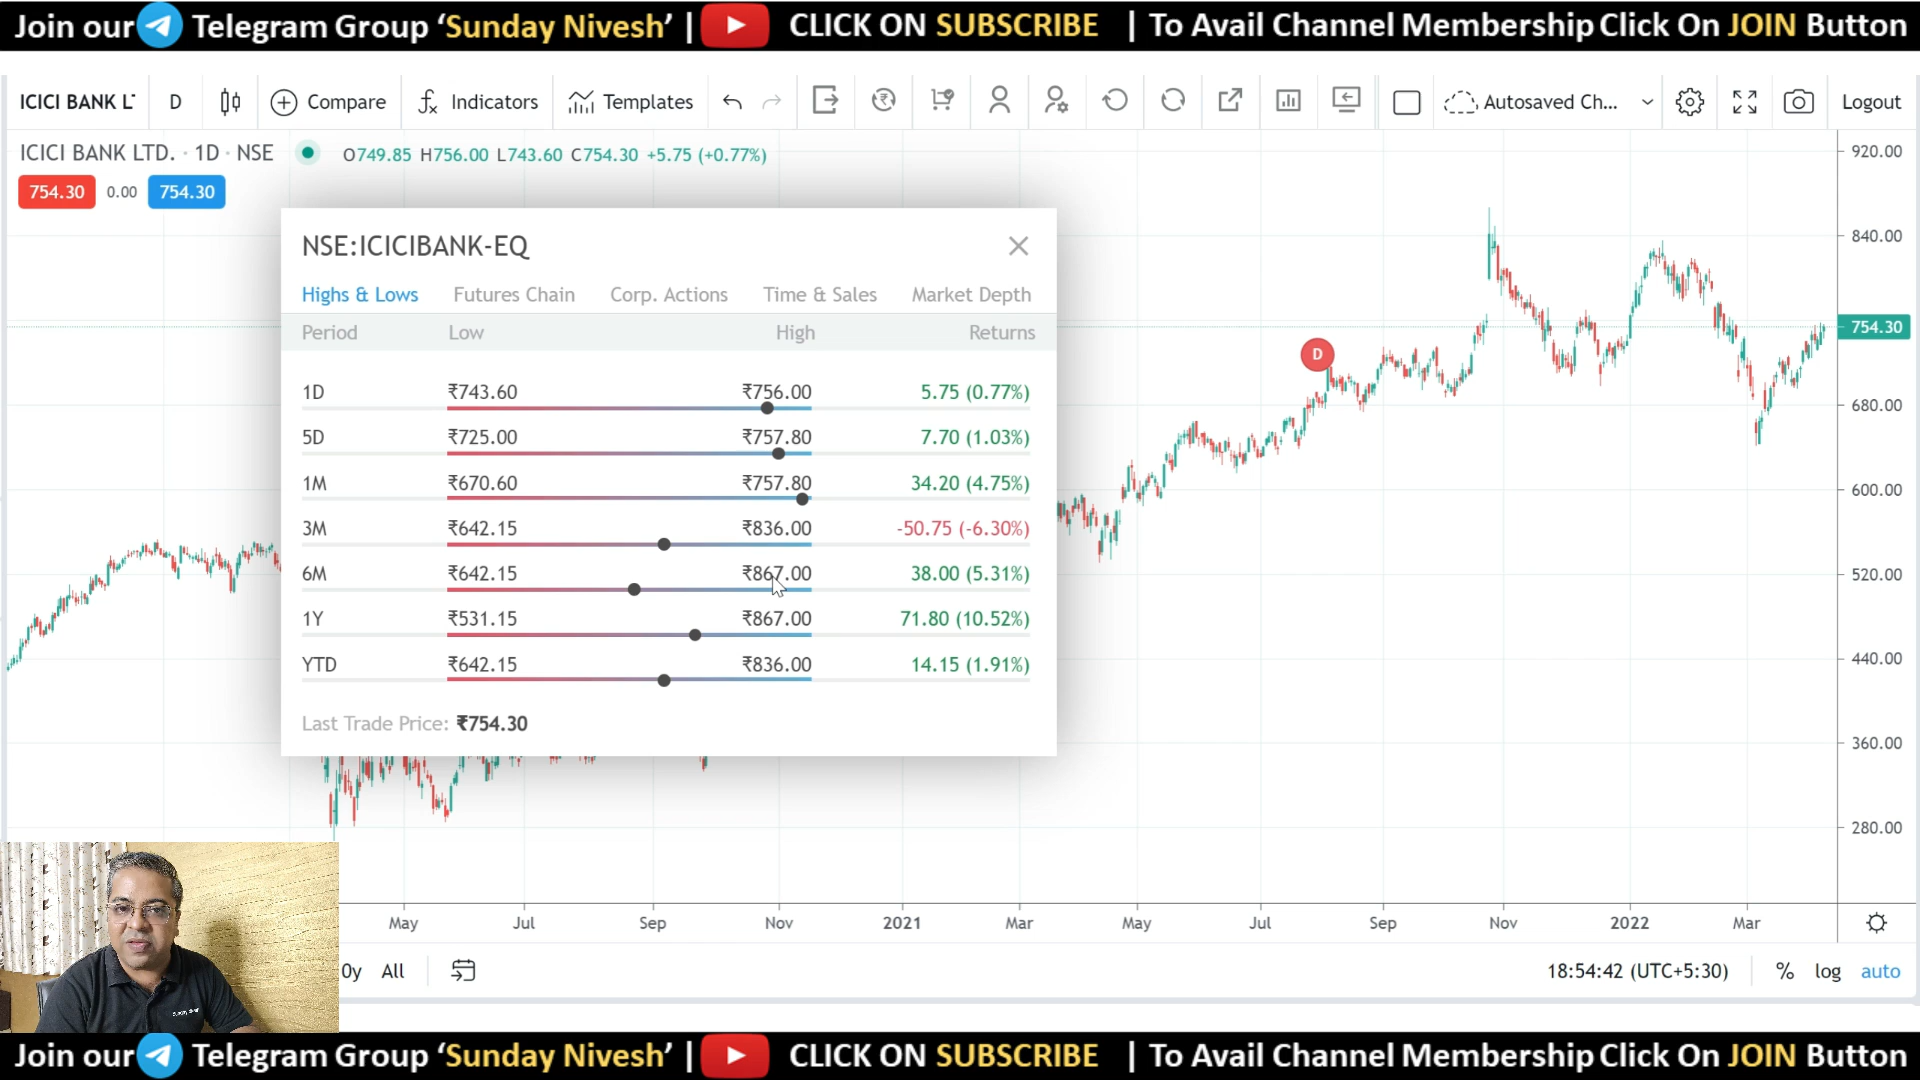 Join our Telegram Group ‘Sunday Nivesh’ | CLICK ON SUBSCRIBE | To Avail Channel Membership Click On JOIN Button
ICICI BANK LT D Compare Indicators Templates Autosaved Ch... Logout
ICICI BANK LTD. · 1D · NSE O749.85 H756.00 L743.60 C754.30 +5.75 (+0.77%)
754.30 0.00 754.30
NSE:ICICIBANK-EQ
Highs & Lows Futures Chain Corp. Actions Time & Sales Market Depth
Period Low High Returns
1D ₹743.60 ₹756.00 5.75 (0.77%)
5D ₹725.00 ₹757.80 7.70 (1.03%)
1M ₹670.60 ₹757.80 34.20 (4.75%)
3M ₹642.15 ₹836.00 -50.75 (-6.30%)
6M ₹642.15 ₹867.00 38.00 (5.31%)
1Y ₹531.15 ₹867.00 71.80 (10.52%)
YTD ₹642.15 ₹836.00 14.15 (1.91%)
Last Trade Price: ₹754.30
D
920.00
840.00
754.30
680.00
600.00
520.00
440.00
360.00
280.00
May Jul Sep Nov 2021 Mar May Jul Sep Nov 2022 Mar
0y All 18:54:42 (UTC+5:30) % log auto
Join our Telegram Group ‘Sunday Nivesh’ | CLICK ON SUBSCRIBE | To Avail Channel Membership Click On JOIN Button